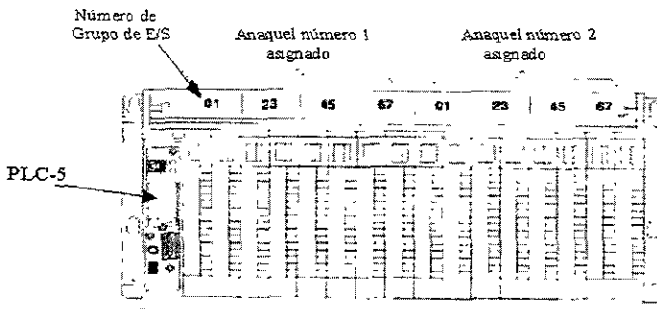 Número de
Grupo de E/S
Anaquel número 1
asignado
Anaquel número 2
asignado
01 23 45 67 01 23 45 67
PLC-5